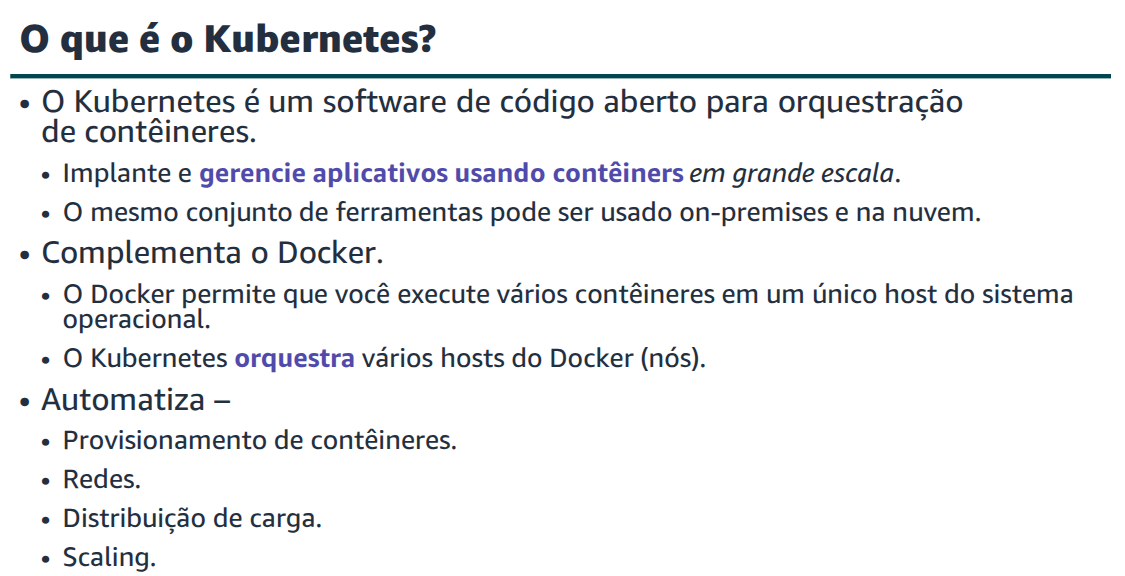 O que é o Kubernetes?
• O Kubernetes é um software de código aberto para orquestração
de contêineres.
• Implante e gerencie aplicativos usando contêiners em grande escala.
• O mesmo conjunto de ferramentas pode ser usado on-premises e na nuvem.
• Complementa o Docker.
• O Docker permite que você execute vários contêineres em um único host do sistema
operacional.
• O Kubernetes orquestra vários hosts do Docker (nós).
• Automatiza –
• Provisionamento de contêineres.
• Redes.
• Distribuição de carga.
• Scaling.